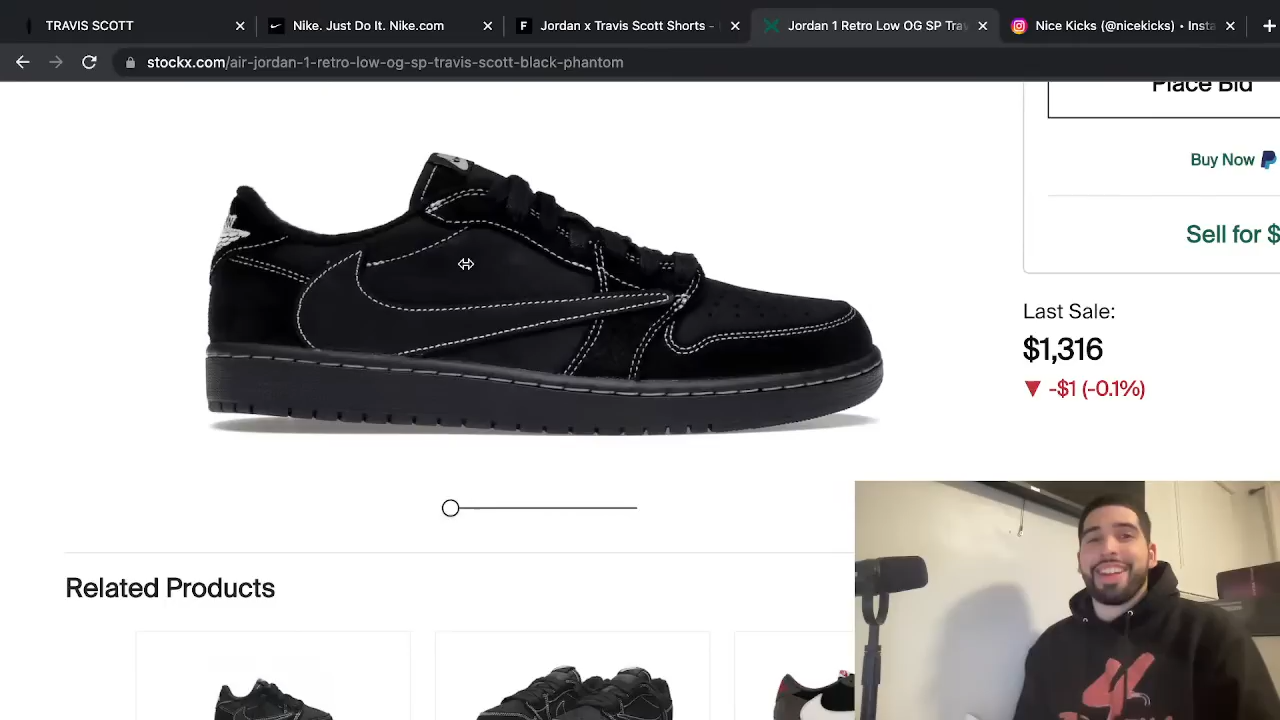 TRAVIS SCOTT
Nike. Just Do It. Nike.com
Jordan x Travis Scott Shorts -
Jordan 1 Retro Low OG SP Tra
Nice Kicks (@nicekicks) • Insta
stockx.com/air-jordan-1-retro-low-og-sp-travis-scott-black-phantom
Place Bid
Buy Now
Sell for $
Last Sale:
$1,316
▼ -$1 (-0.1%)
Related Products